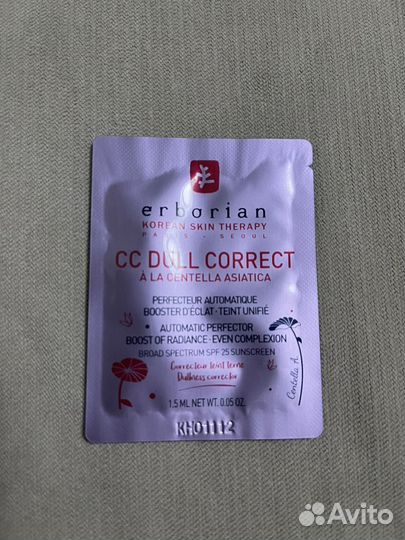 erborian
KOREAN SKIN THERAPY
PARIS - SEOUL
CC DULL CORRECT
À LA CENTELLA ASIATICA
PERFECTEUR AUTOMATIQUE
BOOSTER D'ÉCLAT · TEINT UNIFIÉ
AUTOMATIC PERFECTOR
BOOST OF RADIANCE · EVEN COMPLEXION
BROAD SPECTRUM SPF 25 SUNSCREEN
Correcteur teint terne
Dullness corrector
Centella A.
1.5 ML NET WT. 0.05 OZ.
KH01112
Avito